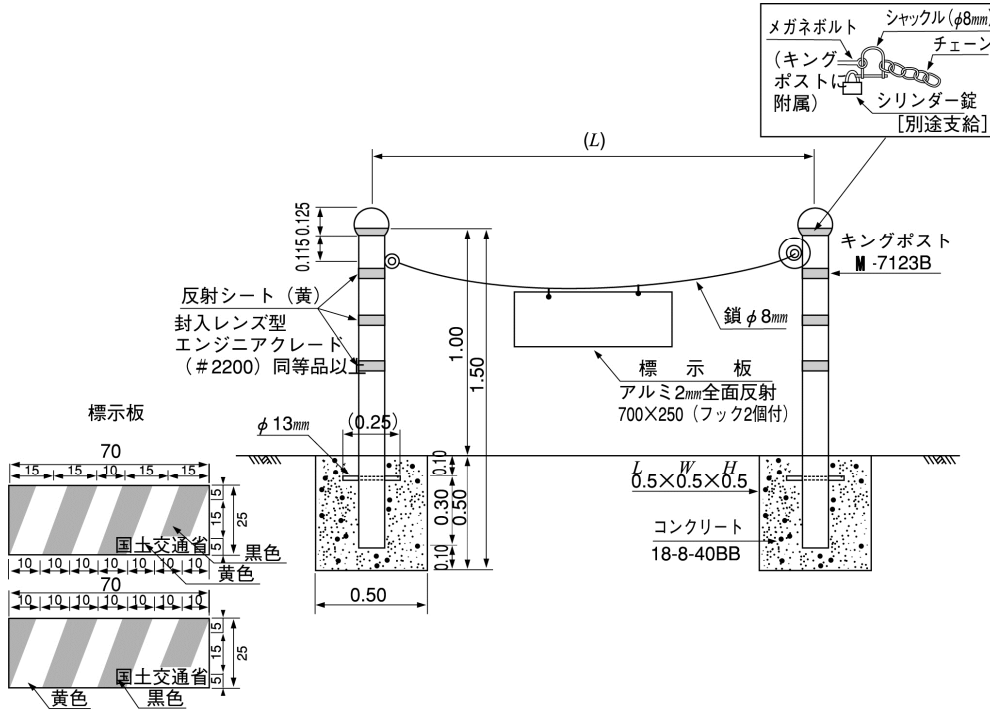 メガネボルト
シャックル(φ8㎜)
チェーン
(キング
ポストに
附属)
シリンダー錠
[別途支給]
(L)
0.125
0.115
キングポスト
M -7123B
反射シート(黄)
封入レンズ型
エンジニアクレード
(#2200)同等品以上
1.00
1.50
鎖φ8㎜
標 示 板
アルミ2㎜全面反射
700×250(フック2個付)
φ13㎜
(0.25)
0.10
0.30
0.50
0.10
0.50
L W H
0.5×0.5×0.5
コンクリート
18-8-40BB
標示板
70
15 15 10 15 15
5
15
5
25
国土交通省
黒色
黄色
10 10 10 10 10 10 10
70
10 10 10 10 10 10 10
5
15
5
25
国土交通省
黄色
黒色